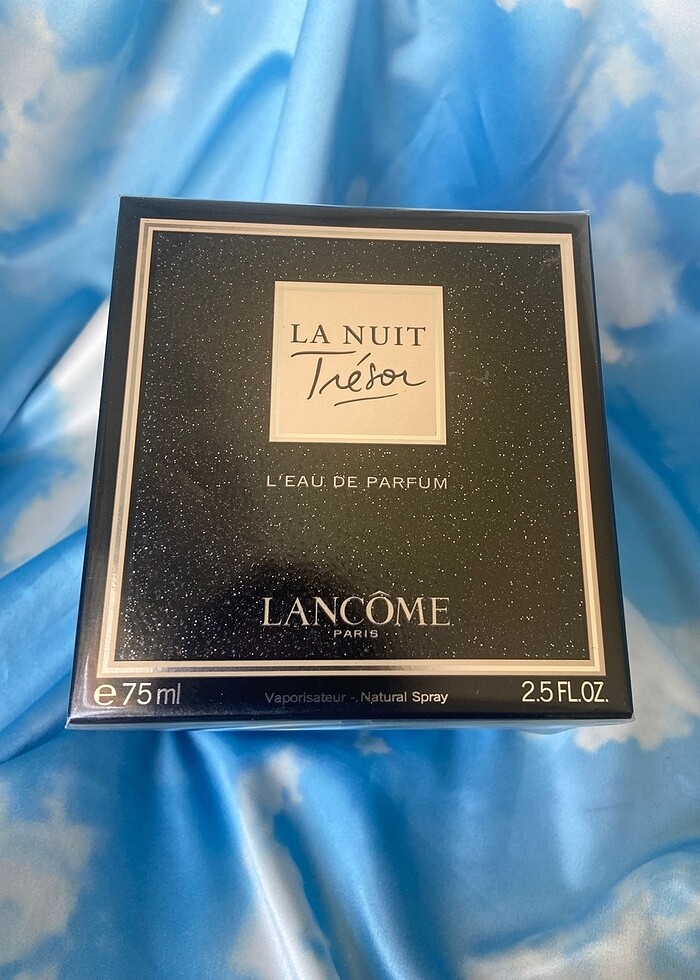 LA NUIT
Trésor
L'EAU DE PARFUM
LANCÔME
PARIS
℮ 75 ml Vaporisateur - Natural Spray 2.5 FL.OZ.